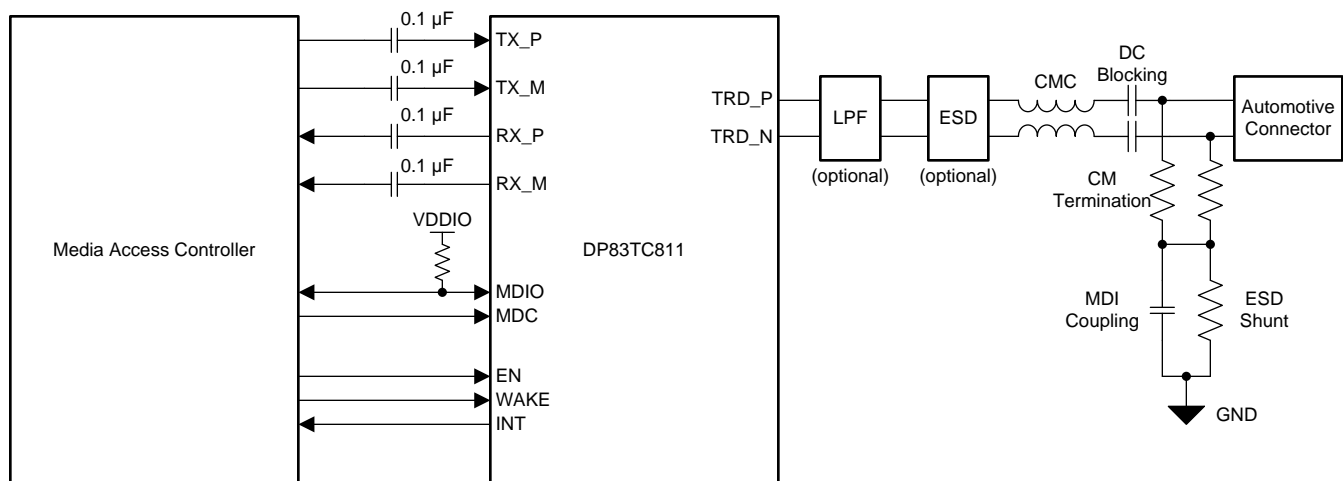 0.1 µF
TX_P
0.1 µF
TX_M
0.1 µF
RX_P
0.1 µF
RX_M
VDDIO
Media Access Controller
DP83TC811
MDIO
MDC
EN
WAKE
INT
TRD_P
TRD_N
LPF
(optional)
ESD
(optional)
CMC
DC
Blocking
Automotive
Connector
CM
Termination
MDI
Coupling
ESD
Shunt
GND